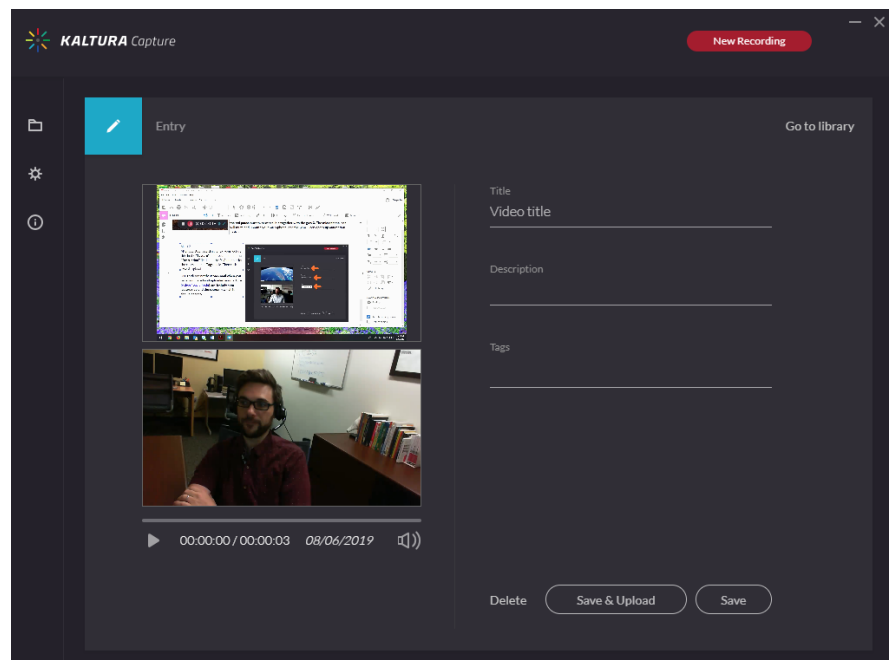 KALTURA Capture
New Recording
Entry
Go to library
Title
Video title
Description
Tags
00:00:00 / 00:00:03 08/06/2019
Delete
Save & Upload
Save